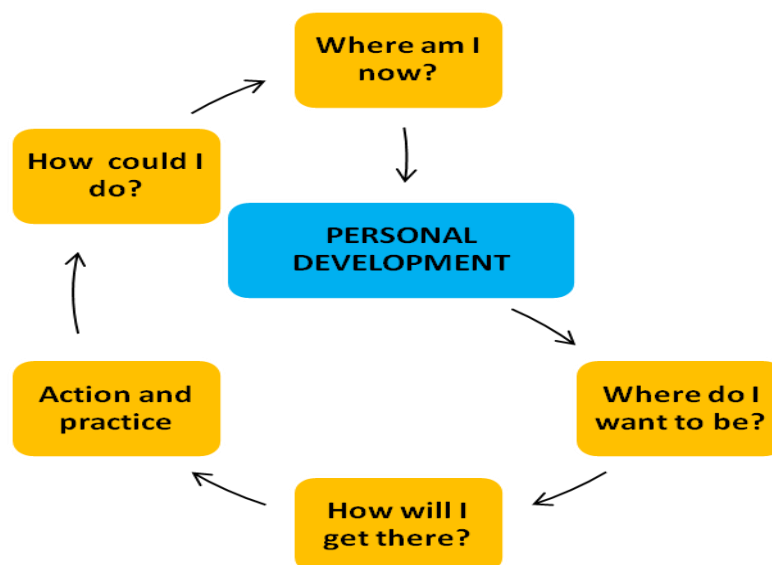 Where am I
now?
PERSONAL
DEVELOPMENT
Where do I
want to be?
How will I
get there?
Action and
practice
How could I
do?